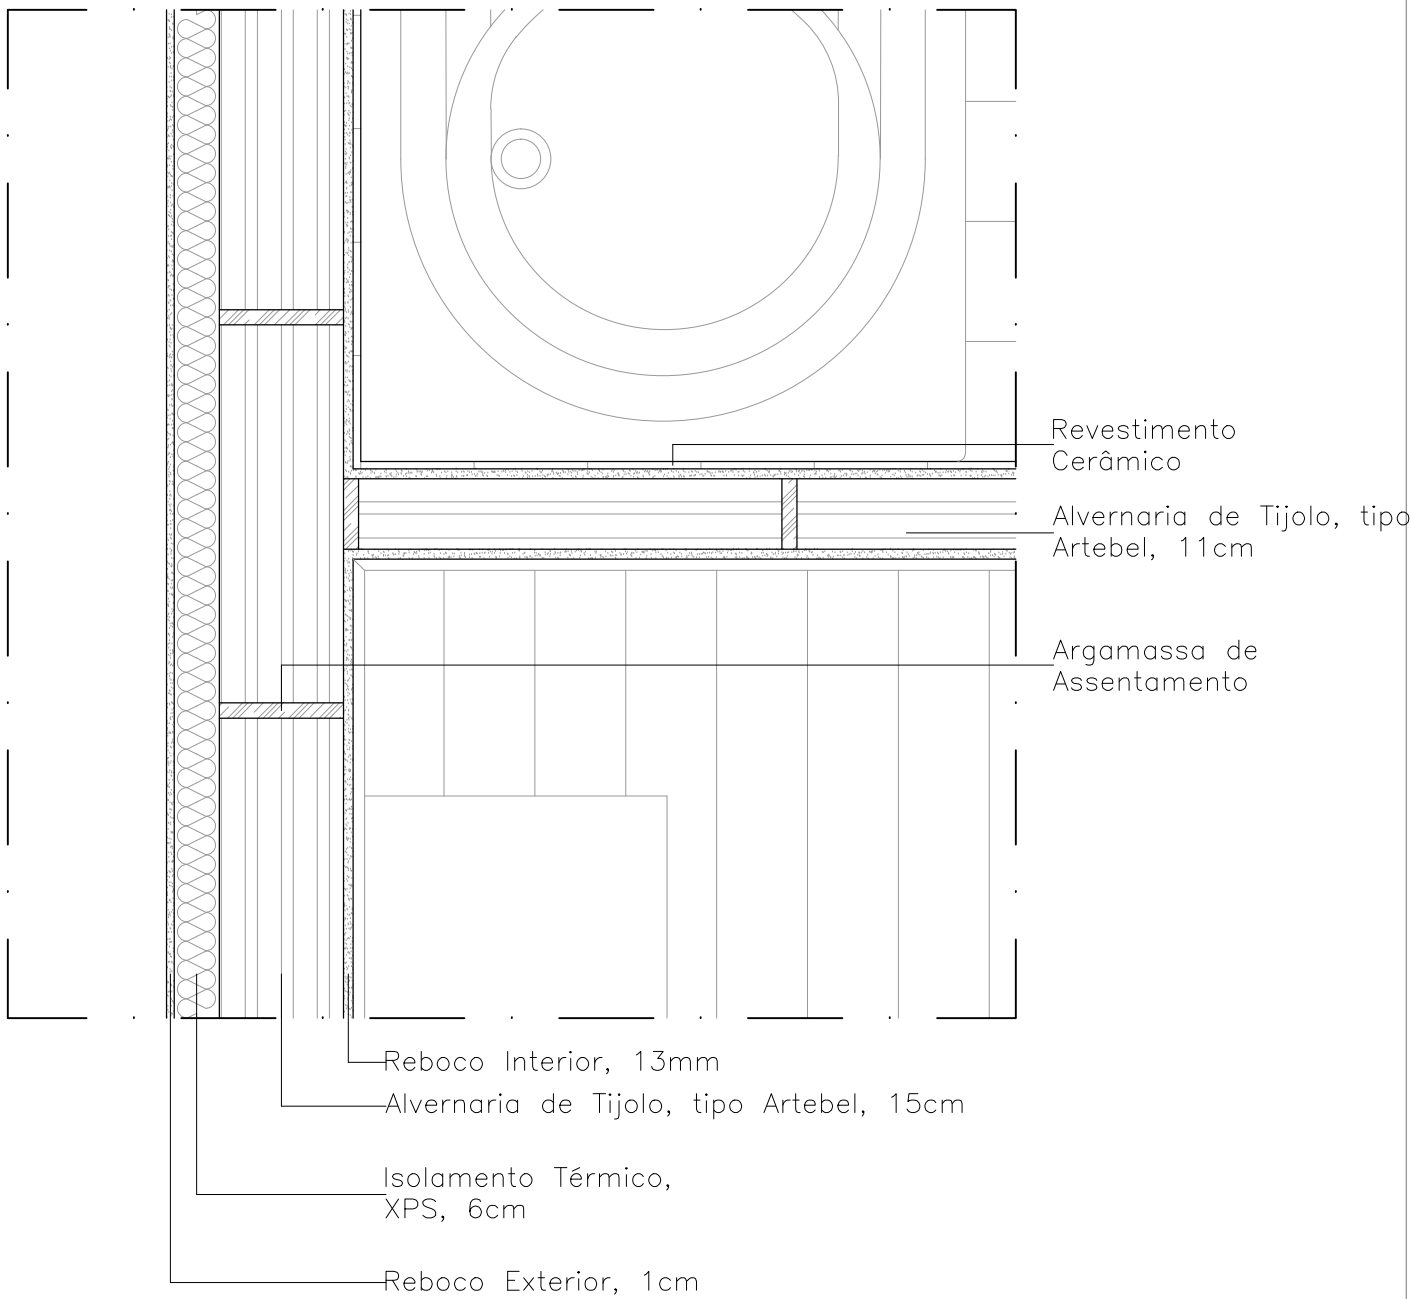 Revestimento
Cerâmico
Alvernaria de Tijolo, tipo
Artebel, 11cm
Argamassa de
Assentamento
Reboco Interior, 13mm
Alvernaria de Tijolo, tipo Artebel, 15cm
Isolamento Térmico,
XPS, 6cm
Reboco Exterior, 1cm